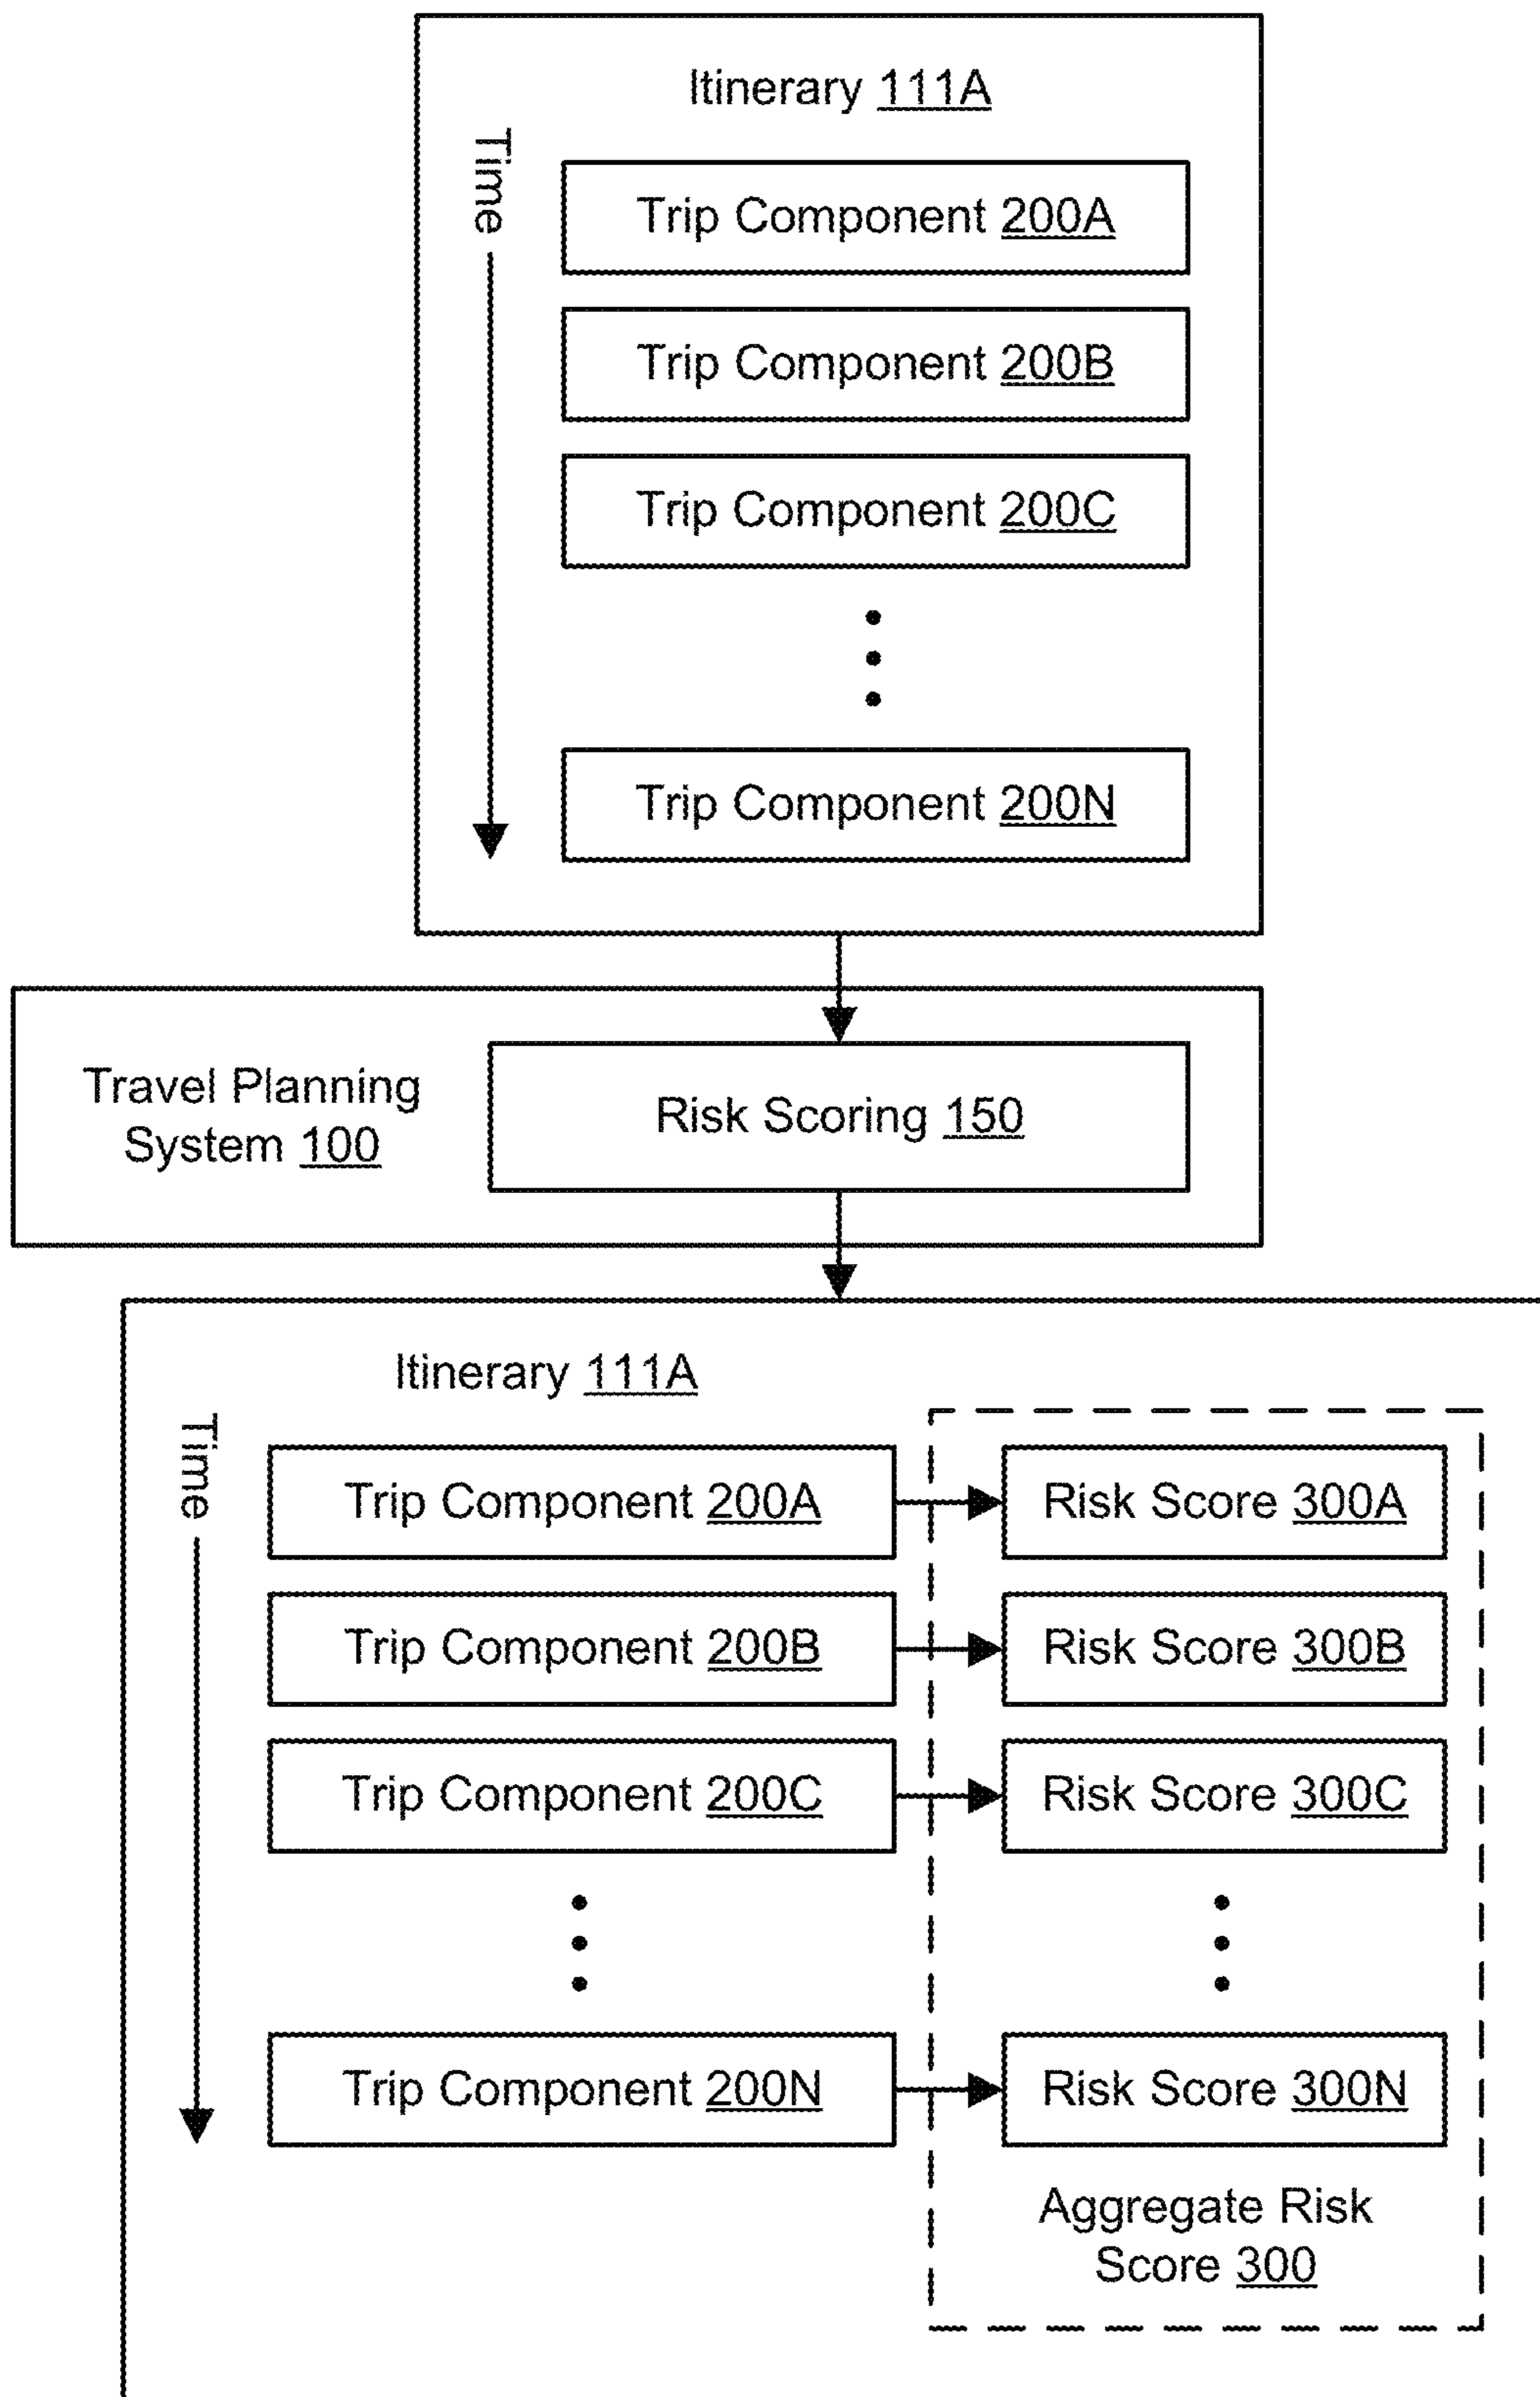 Itinerary 111A
Time
Trip Component 200A
Trip Component 200B
Trip Component 200C
Trip Component 200N
Travel Planning
System 100
Risk Scoring 150
Itinerary 111A
Time
Trip Component 200A
Risk Score 300A
Trip Component 200B
Risk Score 300B
Trip Component 200C
Risk Score 300C
Trip Component 200N
Risk Score 300N
Aggregate Risk
Score 300